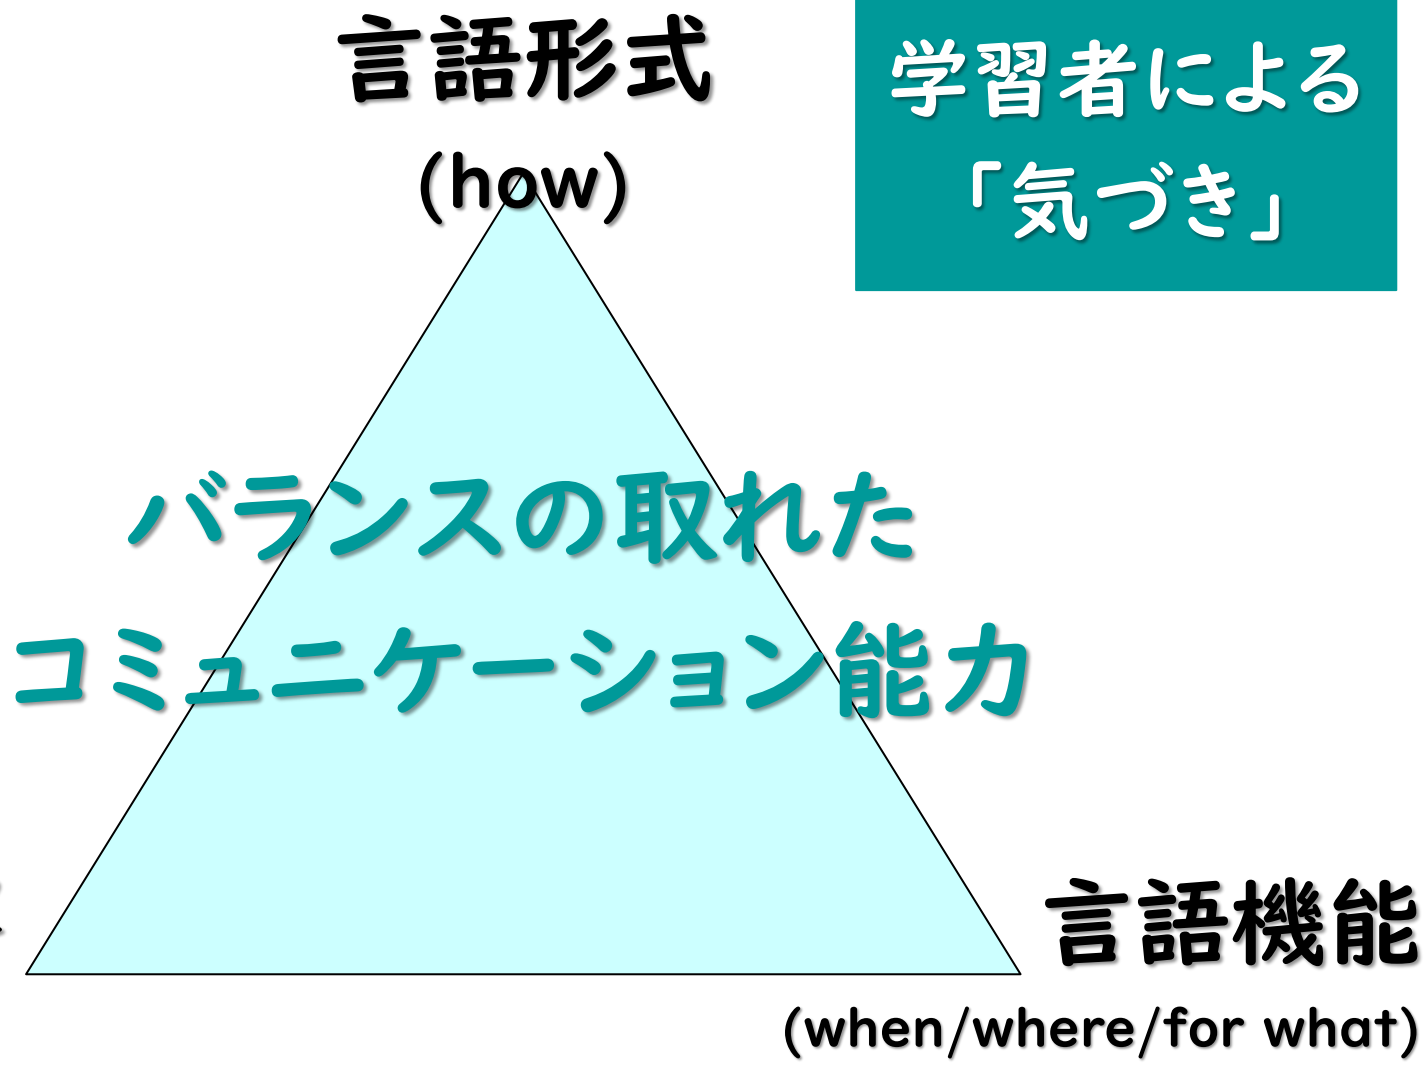 言語形式
(how)
学習者による
「気づき」
バランスの取れた
コミュニケーション能力
言語機能
(when/where/for what)